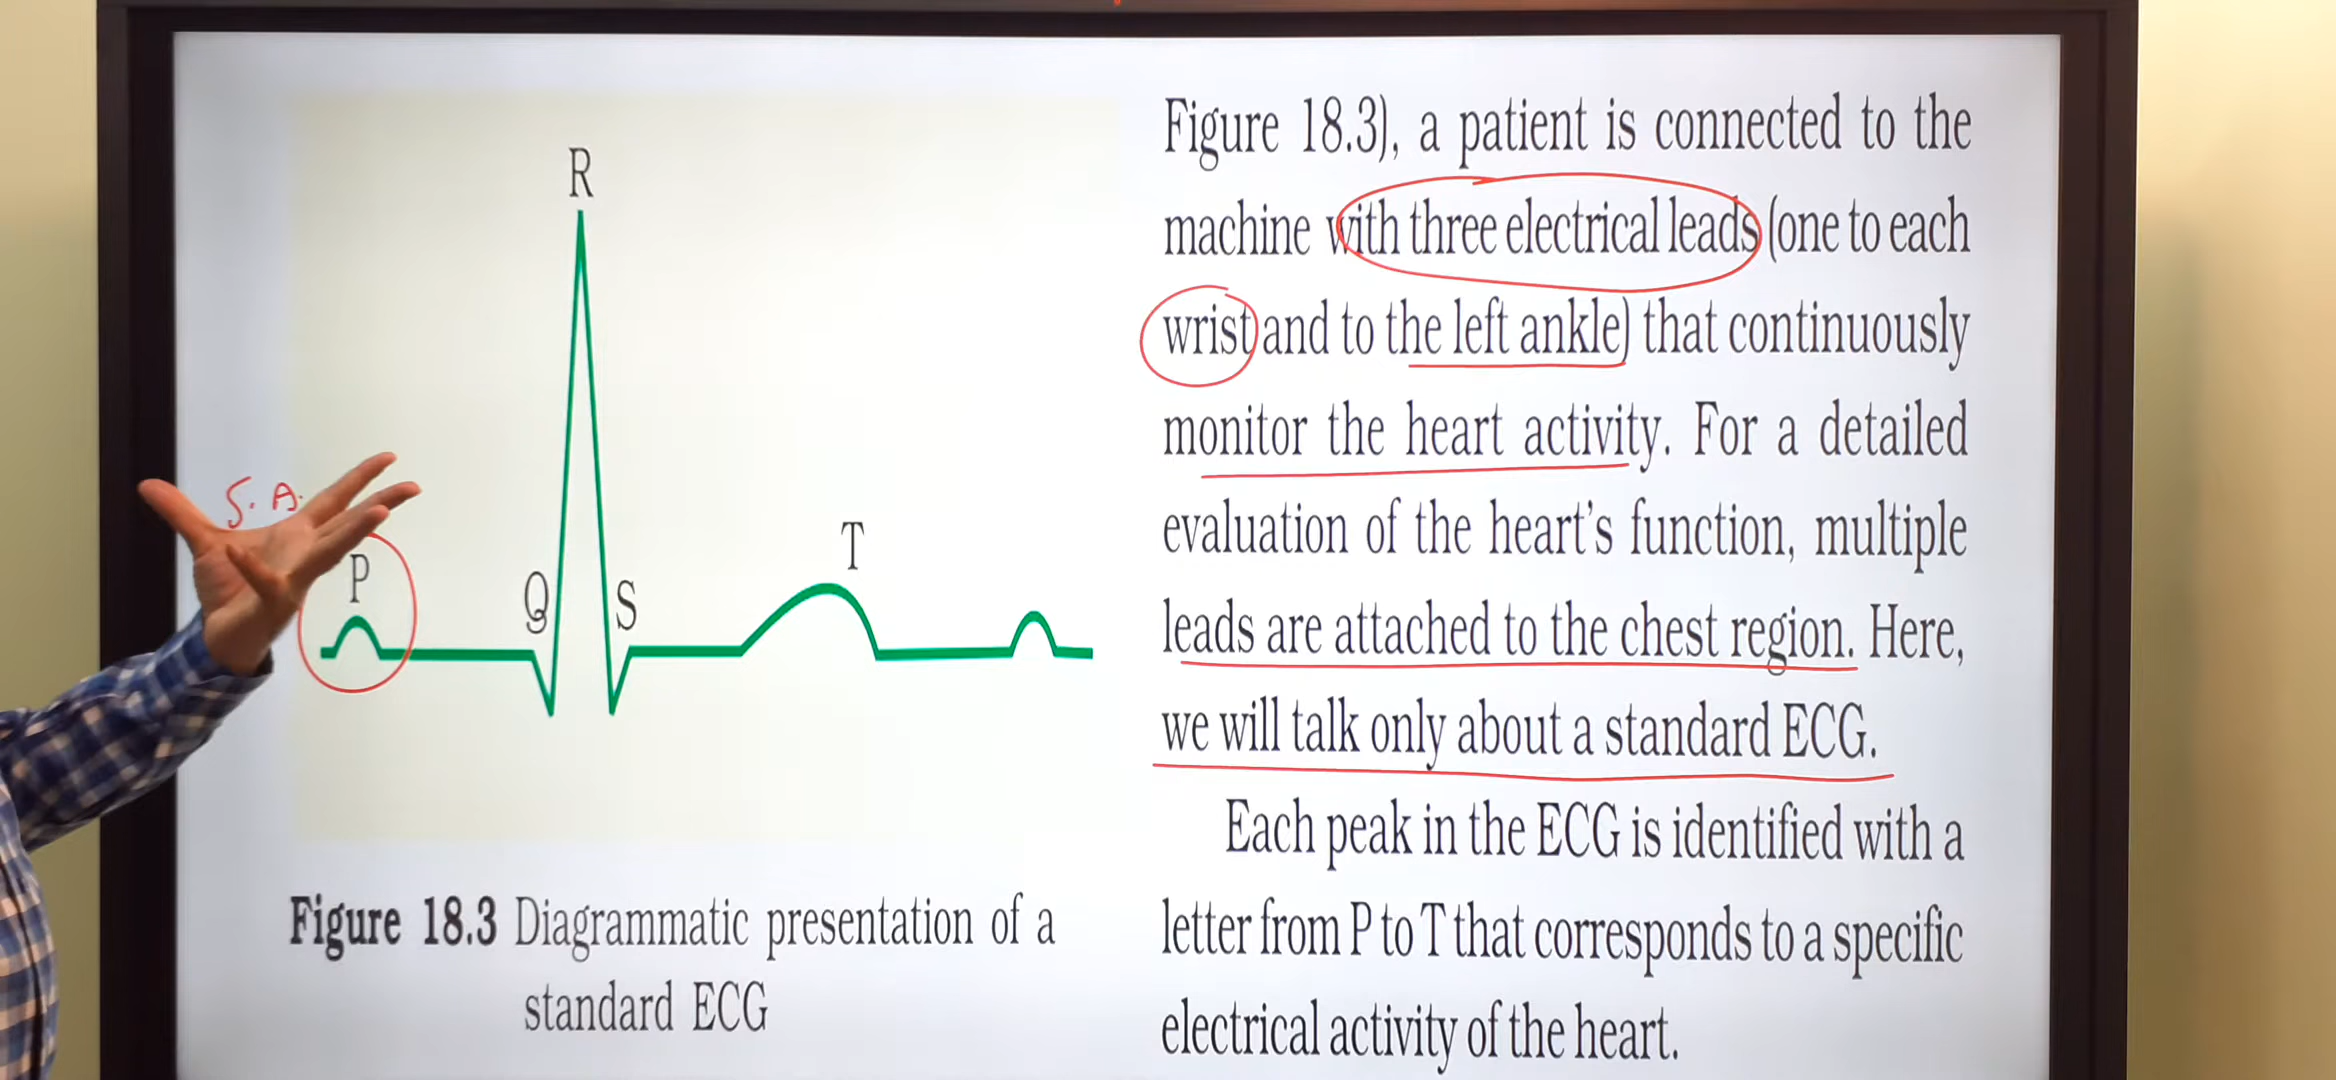 R
S. A.
P
Q
S
T
Figure 18.3 Diagrammatic presentation of a
standard ECG
Figure 18.3), a patient is connected to the
machine with three electrical leads (one to each
wrist and to the left ankle) that continuously
monitor the heart activity. For a detailed
evaluation of the heart's function, multiple
leads are attached to the chest region. Here,
we will talk only about a standard ECG.
Each peak in the ECG is identified with a
letter from P to T that corresponds to a specific
electrical activity of the heart.